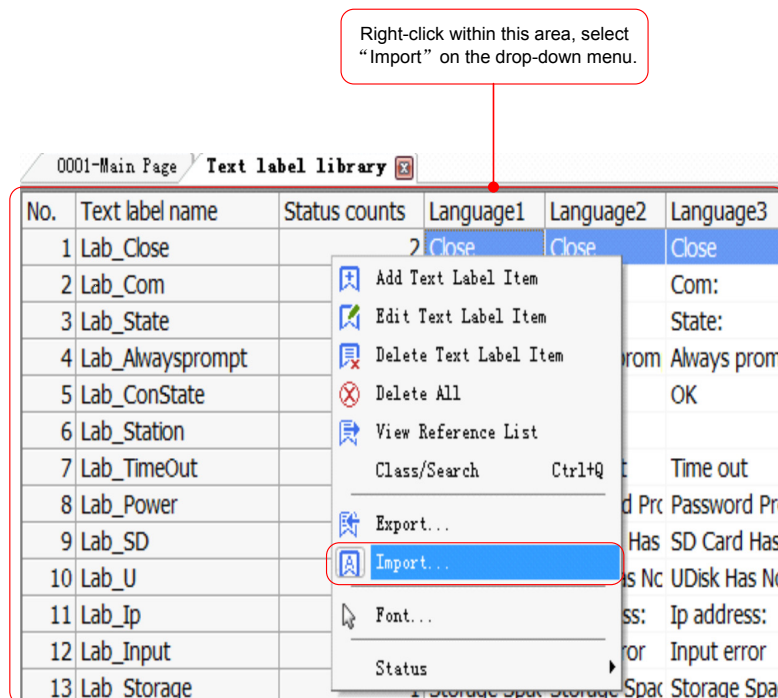 Right-click within this area, select
“Import” on the drop-down menu.
0001-Main Page Text label library
No. Text label name Status counts Language1 Language2 Language3
1 Lab_Close 2 Close Close Close
Add Text Label Item
2 Lab_Com Com:
Edit Text Label Item
3 Lab_State State:
Delete Text Label Item
4 Lab_Alwaysprompt Always prom
Delete All
5 Lab_ConState OK
View Reference List
6 Lab_Station
Class/Search Ctrl+Q
7 Lab_TimeOut Time out
8 Lab_Power Password Pr
Export...
9 Lab_SD Has SD Card Has
Import...
10 Lab_U UDisk Has
Font...
11 Lab_Ip Ip address:
12 Lab_Input Input error
Status
13 Lab_Storage Storage Spa